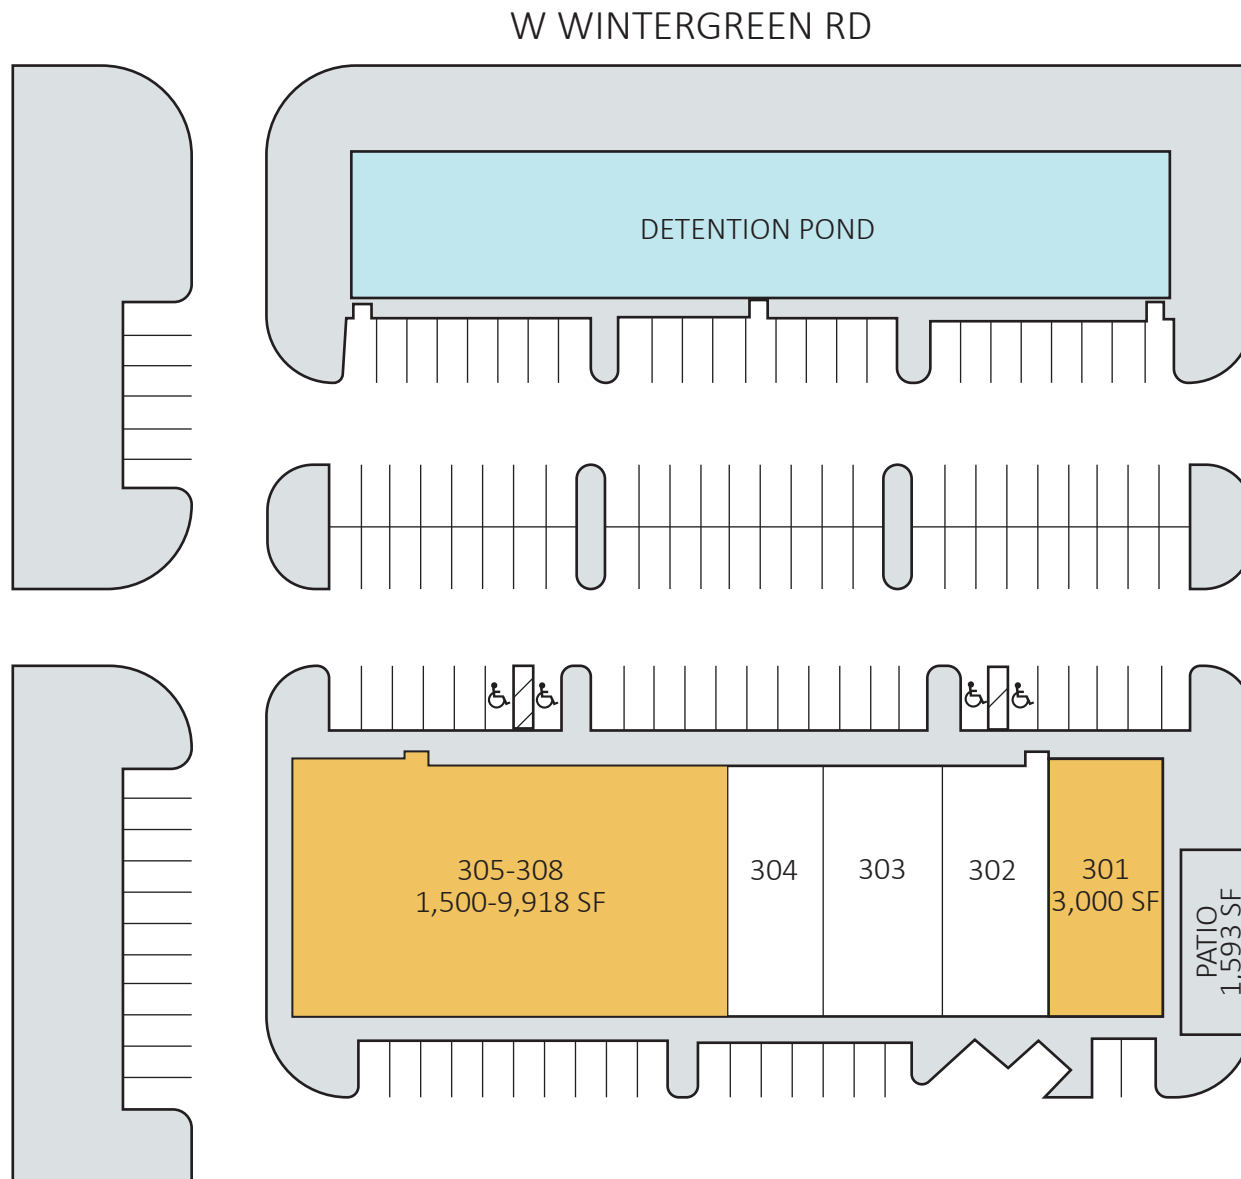 W WINTERGREEN RD
DETENTION POND
305-308
1,500-9,918 SF
304
303
302
301
3,000 SF
PATIO
1,593 SF